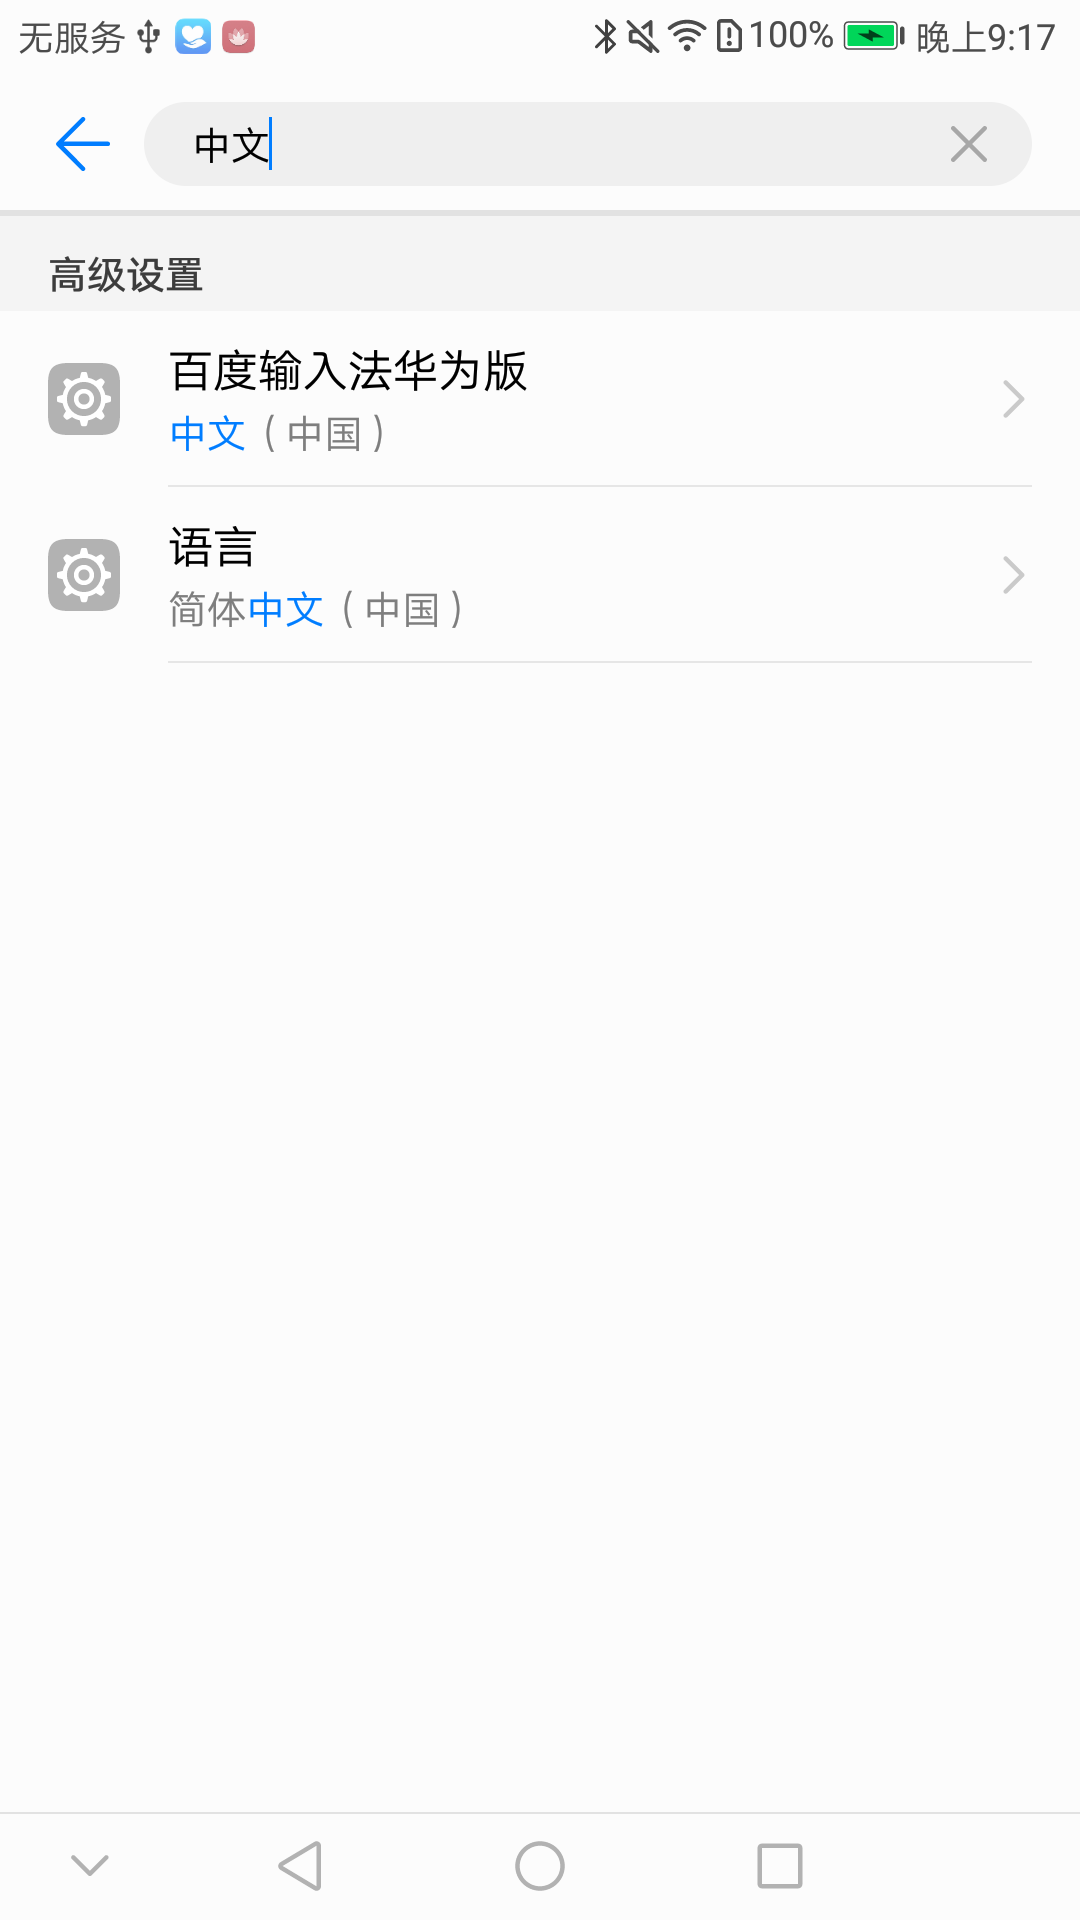 无服务 100% 晚上9:17
中文
高级设置
百度输入法华为版
中文（中国）
语言
简体中文（中国）